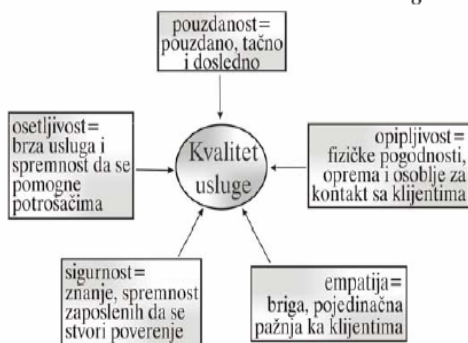 pouzdanost=
pouzdano, tačno
i dosledno
osetljivost=
brza usluga i
spremnost da se
pomogne
potrošačima
Kvalitet
usluge
opipljivost=
fizičke pogodnosti,
oprema i osoblje za
kontakt sa klijentima
sigurnost=
znanje, spremnost
zaposlenih da se
stvori poverenje
empatija=
briga, pojedinačna
pažnja ka klijentima